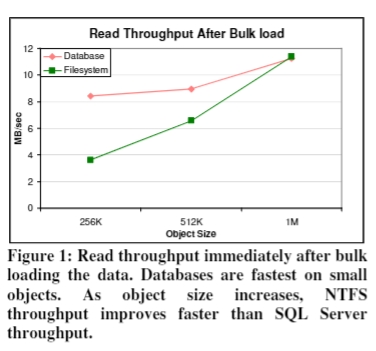 Read Throughput After Bulk load
12
10
8
6
4
2
0
MB/sec
Database
Filesystem
256K 512K 1M
Object Size
Figure 1: Read throughput immediately after bulk
loading the data. Databases are fastest on small
objects. As object size increases, NTFS
throughput improves faster than SQL Server
throughput.